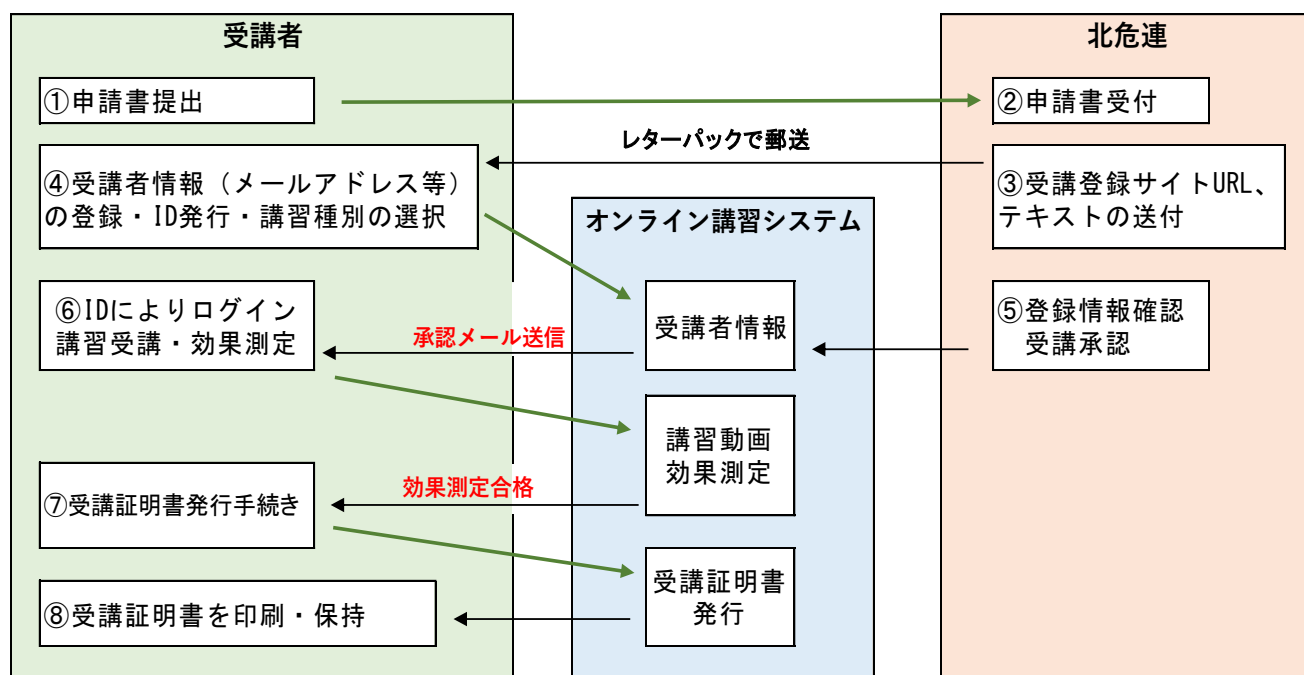 受講者
北危連
①申請書提出
②申請書受付
レターパックで郵送
④受講者情報（メールアドレス等）
の登録・ID発行・講習種別の選択
③受講登録サイトURL、
テキストの送付
オンライン講習システム
⑥IDによりログイン
講習受講・効果測定
承認メール送信
受講者情報
⑤登録情報確認
受講承認
講習動画
効果測定
効果測定合格
⑦受講証明書発行手続き
受講証明書
発行
⑧受講証明書を印刷・保持